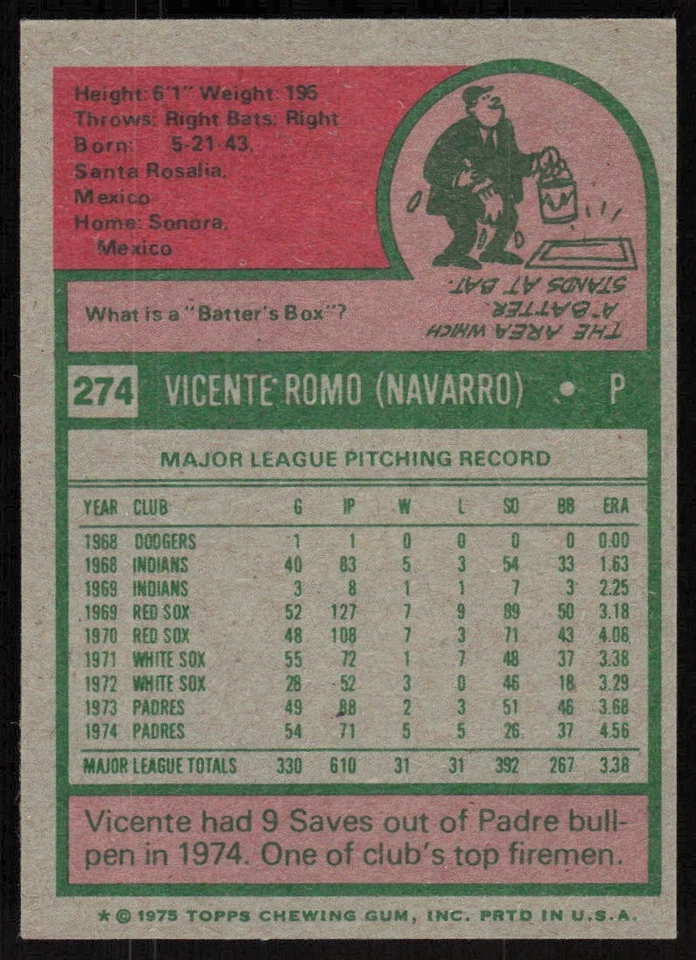 Height: 6'1" Weight: 195
Throws: Right Bats: Right
Born: 5-21-43,
Santa Rosalia,
Mexico
Home: Sonora,
Mexico
What is a "Batter's Box"?
THE AREA WHICH
A BATTER
STANDS AT BAT.
274 VICENTE ROMO (NAVARRO) • P
MAJOR LEAGUE PITCHING RECORD
YEAR CLUB G IP W L SO BB ERA
1968 DODGERS 1 1 0 0 0 0 0.00
1968 INDIANS 40 83 5 3 54 33 1.63
1969 INDIANS 3 8 1 1 7 3 2.25
1969 RED SOX 52 127 7 9 89 50 3.18
1970 RED SOX 48 108 7 3 71 43 4.08
1971 WHITE SOX 55 72 1 7 48 37 3.38
1972 WHITE SOX 28 52 3 0 46 18 3.29
1973 PADRES 49 88 2 3 51 46 3.68
1974 PADRES 54 71 5 5 26 37 4.56
MAJOR LEAGUE TOTALS 330 610 31 31 392 267 3.38
Vicente had 9 Saves out of Padre bull-
pen in 1974. One of club's top firemen.
* © 1975 TOPPS CHEWING GUM, INC. PRTD IN U.S.A.